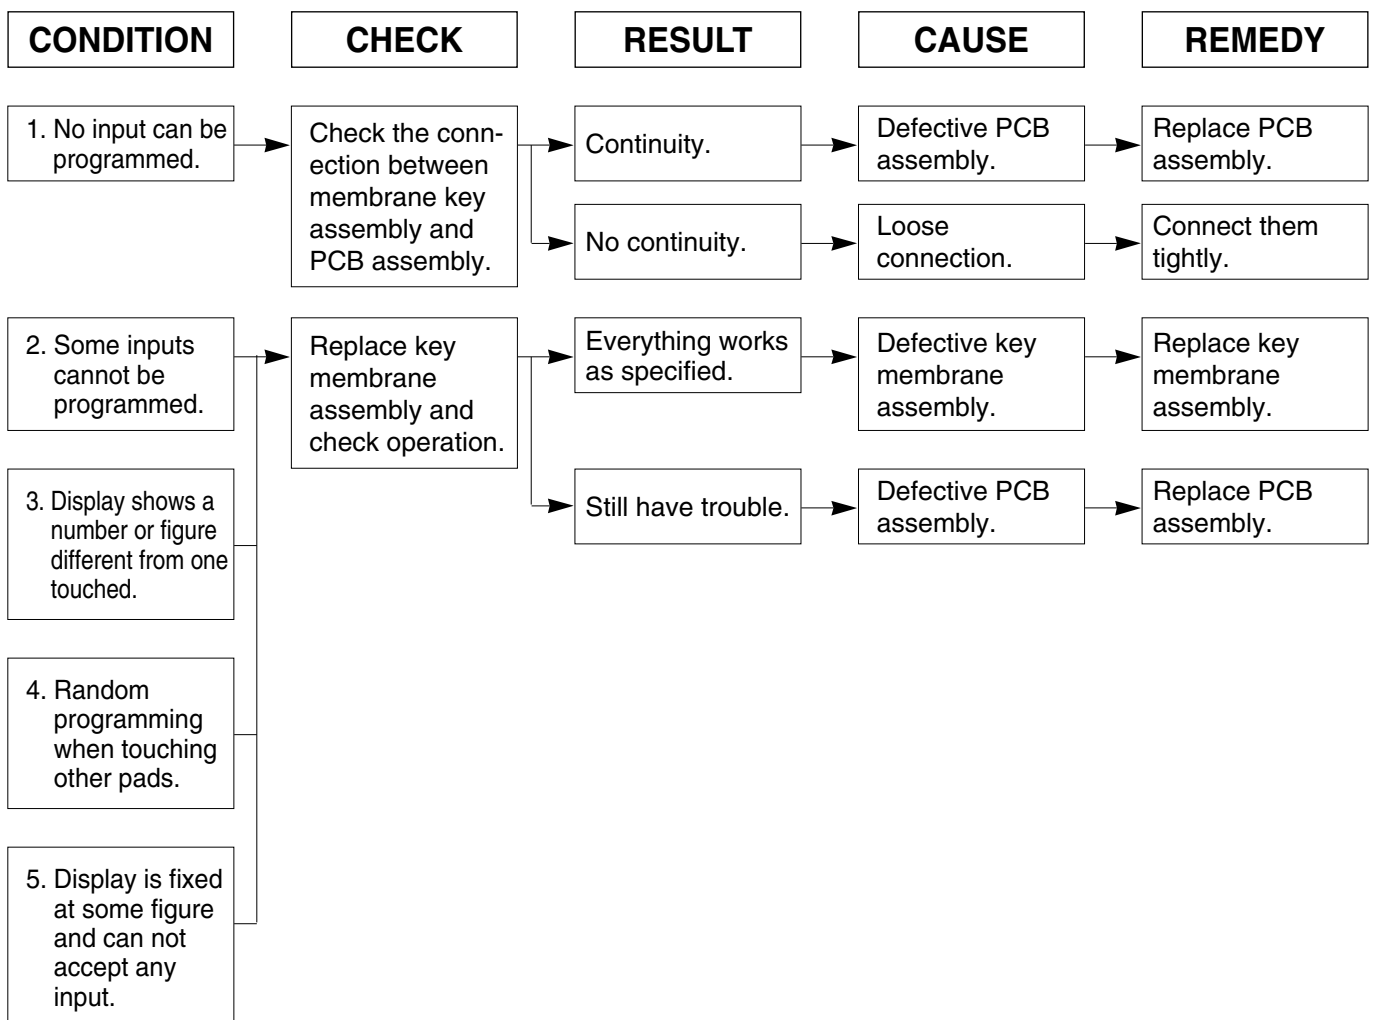 CONDITION
CHECK
RESULT
CAUSE
REMEDY
1. No input can be
programmed.
Check the conn-
ection between
membrane key
assembly and
PCB assembly.
Continuity.
Defective PCB
assembly.
Replace PCB
assembly.
No continuity.
Loose
connection.
Connect them
tightly.
2. Some inputs
cannot be
programmed.
Replace key
membrane
assembly and
check operation.
Everything works
as specified.
Defective key
membrane
assembly.
Replace key
membrane
assembly.
3. Display shows a
number or figure
different from one
touched.
Still have trouble.
Defective PCB
assembly.
Replace PCB
assembly.
4. Random
programming
when touching
other pads.
5. Display is fixed
at some figure
and can not
accept any
input.